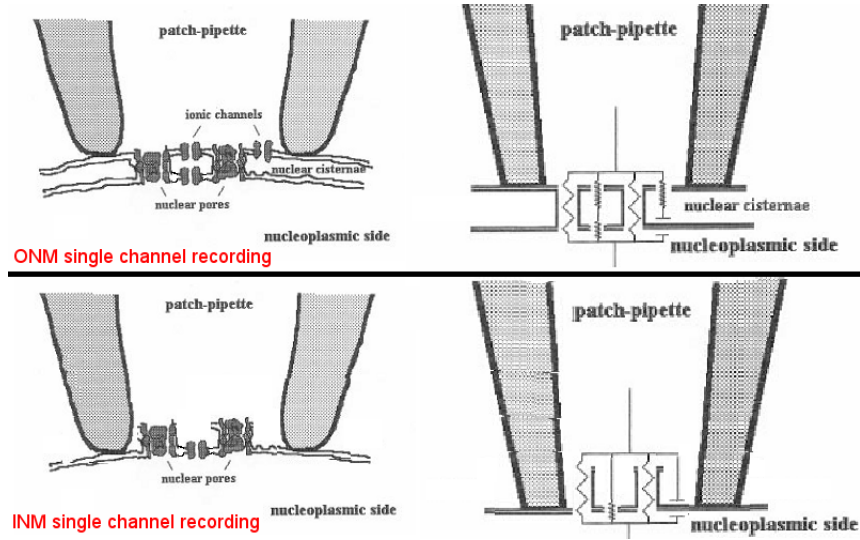 patch-pipette
ionic channels
nuclear cisternae
nuclear pores
nucleoplasmic side
ONM single channel recording
patch-pipette
nuclear cisternae
nucleoplasmic side
patch-pipette
nuclear pores
nucleoplasmic side
INM single channel recording
patch-pipette
nucleoplasmic side